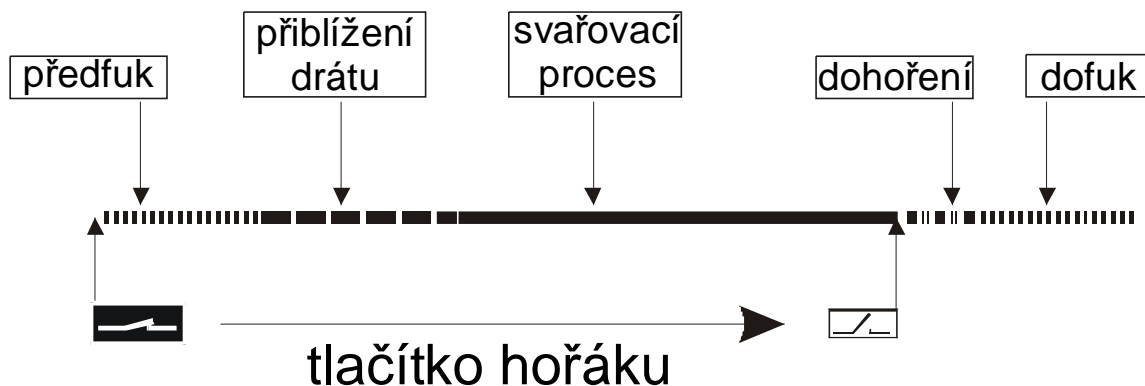 předfuk
přiblížení
drátu
svařovací
proces
dohoření
dofuk
tlačítko hořáku